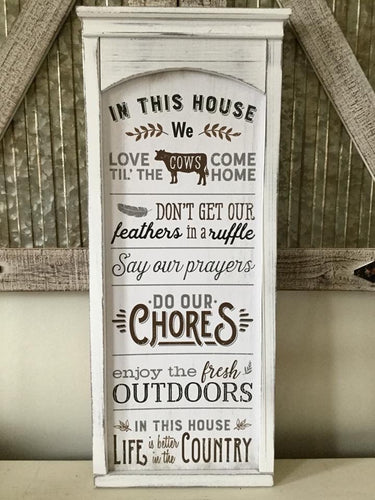 IN THIS HOUSE
We
LOVE COWS COME
TIL' THE HOME
DON'T GET OUR
feathers in a ruffle
Say our prayers
DO OUR
CHORES
enjoy the fresh
OUTDOORS
IN THIS HOUSE
LIFE is better in the COUNTRY